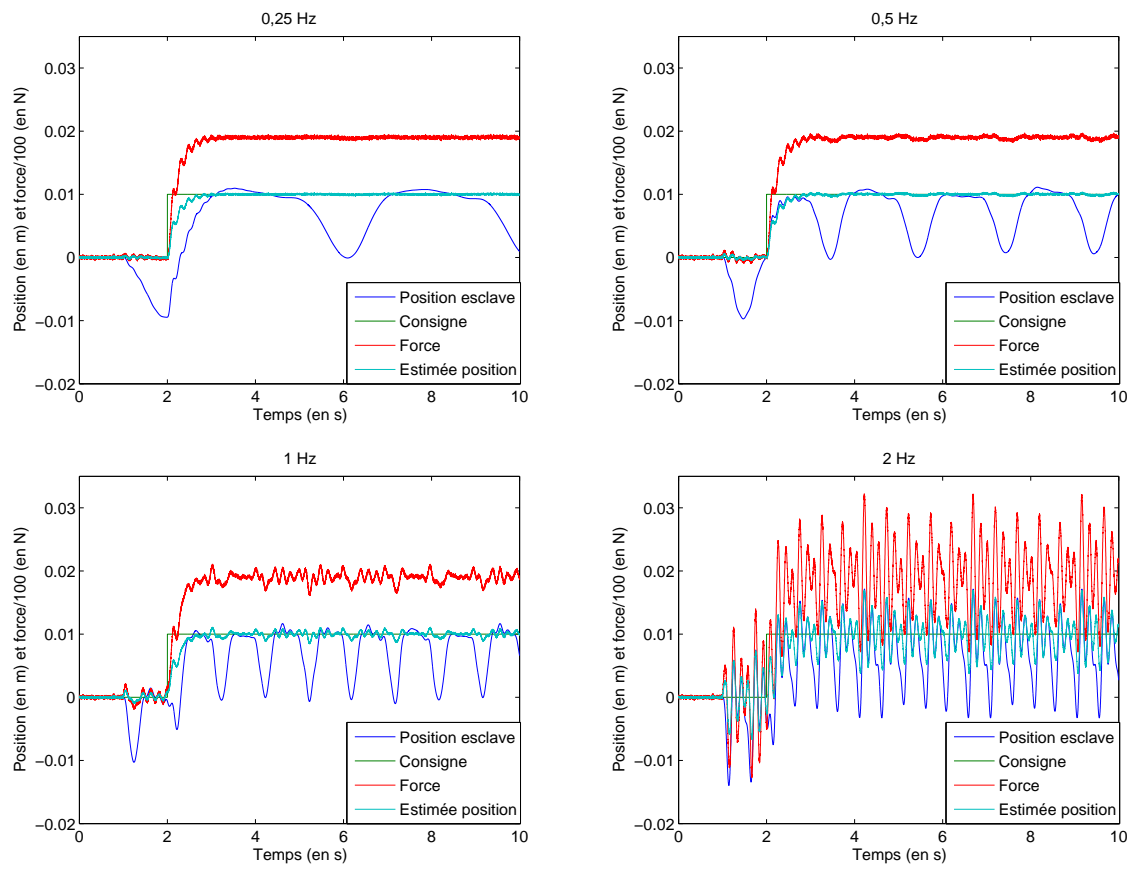 0,25 Hz
Position (en m) et force/100 (en N)
0.03
0.02
0.01
0
−0.01
−0.02
0
2
4
6
8
10
Temps (en s)
Position esclave
Consigne
Force
Estimée position
0,5 Hz
Position (en m) et force/100 (en N)
0.03
0.02
0.01
0
−0.01
−0.02
0
2
4
6
8
10
Temps (en s)
Position esclave
Consigne
Force
Estimée position
1 Hz
Position (en m) et force/100 (en N)
0.03
0.02
0.01
0
−0.01
−0.02
0
2
4
6
8
10
Temps (en s)
Position esclave
Consigne
Force
Estimée position
2 Hz
Position (en m) et force/100 (en N)
0.03
0.02
0.01
0
−0.01
−0.02
0
2
4
6
8
10
Temps (en s)
Position esclave
Consigne
Force
Estimée position